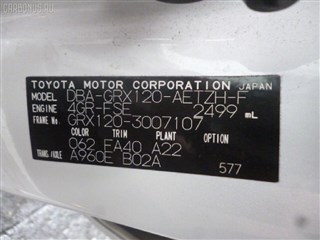 TOYOTA MOTOR CORPORATION JAPAN
MODEL DBA-GRX120-AETZH-F
ENGINE 4GR-FSE 2499 mL
FRAME No. GRX120-3007107
COLOR TRIM PLANT OPTION
062 FA40 A22
TRANS/AXLE A960E B02A
577